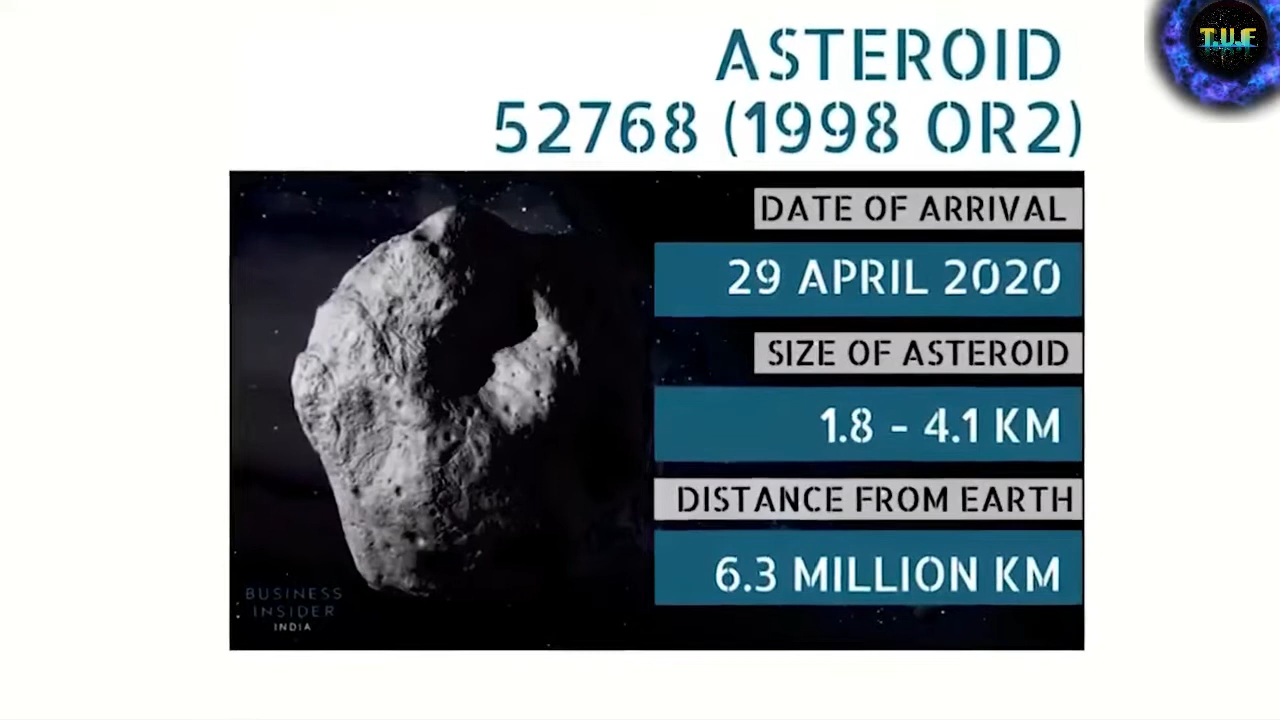 T.U.F
ASTEROID
52768 (1998 OR2)
DATE OF ARRIVAL
29 APRIL 2020
SIZE OF ASTEROID
1.8 - 4.1 KM
DISTANCE FROM EARTH
6.3 MILLION KM
BUSINESS
INSIDER
INDIA